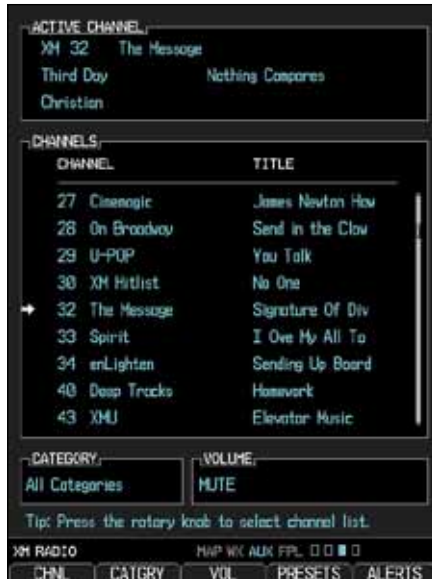 ACTIVE CHANNEL
XM 32 The Message
Third Day Nothing Compares
Christian
CHANNELS
CHANNEL TITLE
27 Cinemagic James Newton How
28 On Broadway Send in the Clow
29 U-POP You Talk
30 XM Hitlist No One
32 The Message Signature Of Div
33 Spirit I Ove My All To
34 enLighten Sending Up Board
40 Deep Tracks Homework
43 XMU Elevator Music
CATEGORY VOLUME
All Categories MUTE
Tip: Press the rotary knob to select channel list.
XM RADIO MAP WX AUX FPL
CHNL CATGRY VOL PRESETS ALERTS